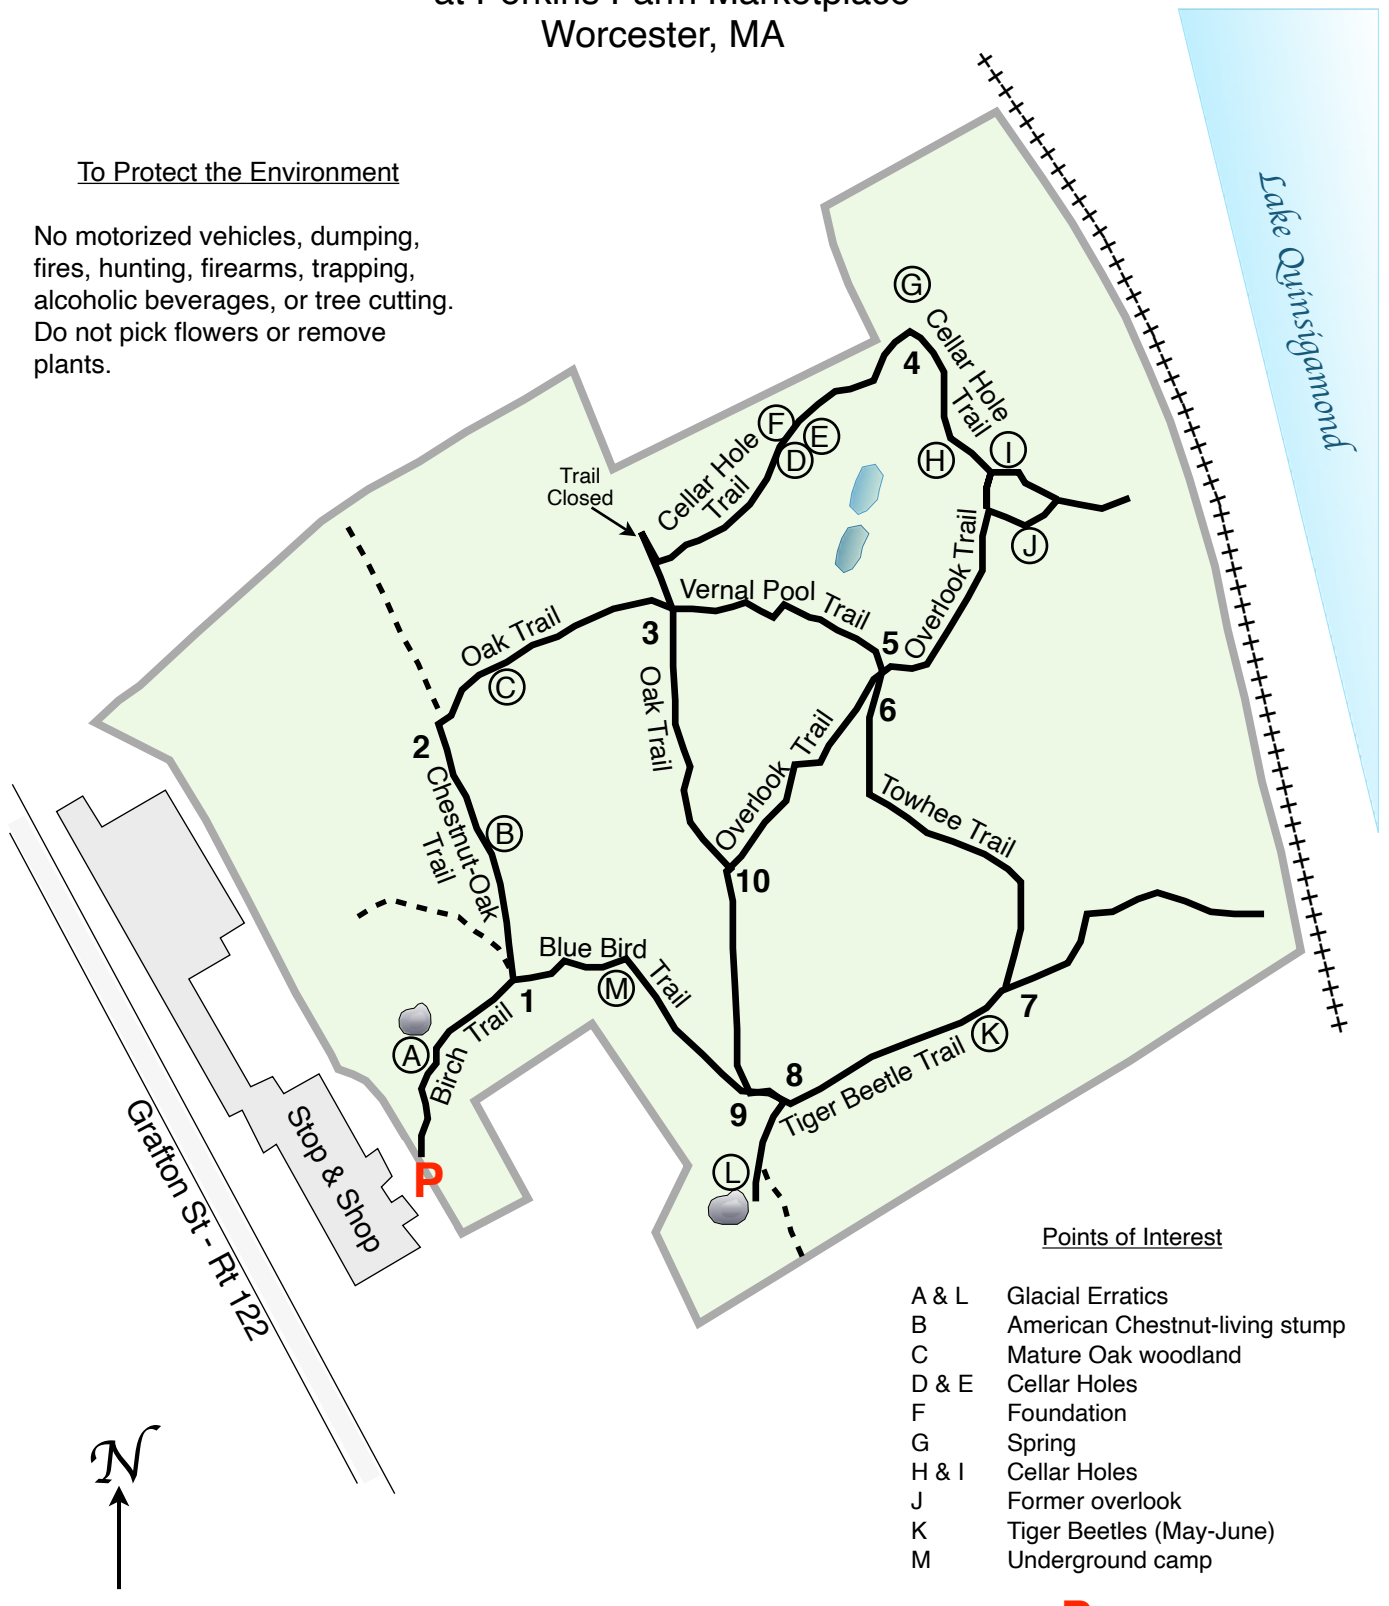 at Perkins Farm Marketplace
Worcester, MA
To Protect the Environment
No motorized vehicles, dumping,
fires, hunting, firearms, trapping,
alcoholic beverages, or tree cutting.
Do not pick flowers or remove
plants.
Lake Quinsigamond
G
Cellar Hole
Trail
4
F
E
D
H
I
J
Trail
Closed
Cellar Hole
Trail
Vernal Pool Trail
Overlook Trail
3
5
6
Oak Trail
C
Oak Trail
2
Chestnut-Oak
Trail
B
Overlook Trail
10
Towhee Trail
Blue Bird Trail
M
1
A
Birch Trail
7
K
8
9
Tiger Beetle Trail
L
P
Stop & Shop
Grafton St - Rt 122
N
Points of Interest
A & L Glacial Erratics
B American Chestnut-living stump
C Mature Oak woodland
D & E Cellar Holes
F Foundation
G Spring
H & I Cellar Holes
J Former overlook
K Tiger Beetles (May-June)
M Underground camp